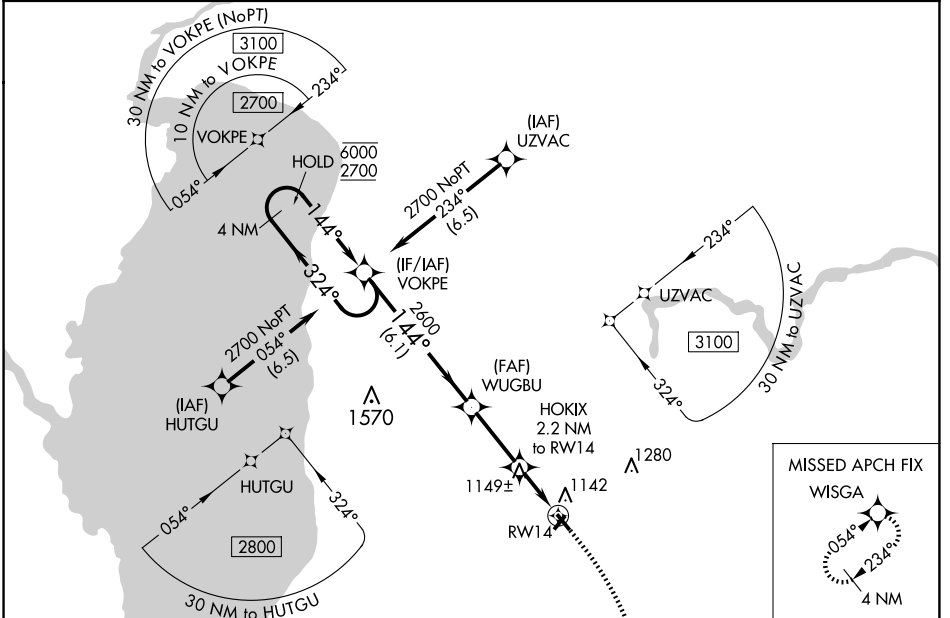 30 NM to VOKPE (NoPT)
3100
10 NM to VOKPE
2700
234°
VOKPE
054°
HOLD
6000
2700
4 NM
144°
324°
(IAF)
UZVAC
2700 NoPT
234°
(6.5)
(IF/IAF)
VOKPE
2600
144°
(6.1)
2700 NoPT
054°
(6.5)
(IAF)
HUTGU
1570
(FAF)
WUGBU
HOKIX
2.2 NM
to RW14
1149±
1142
1280
RW14
234°
UZVAC
3100
324°
30 NM to UZVAC
HUTGU
054°
324°
2800
30 NM to HUTGU
MISSED APCH FIX
WISGA
054°
234°
4 NM